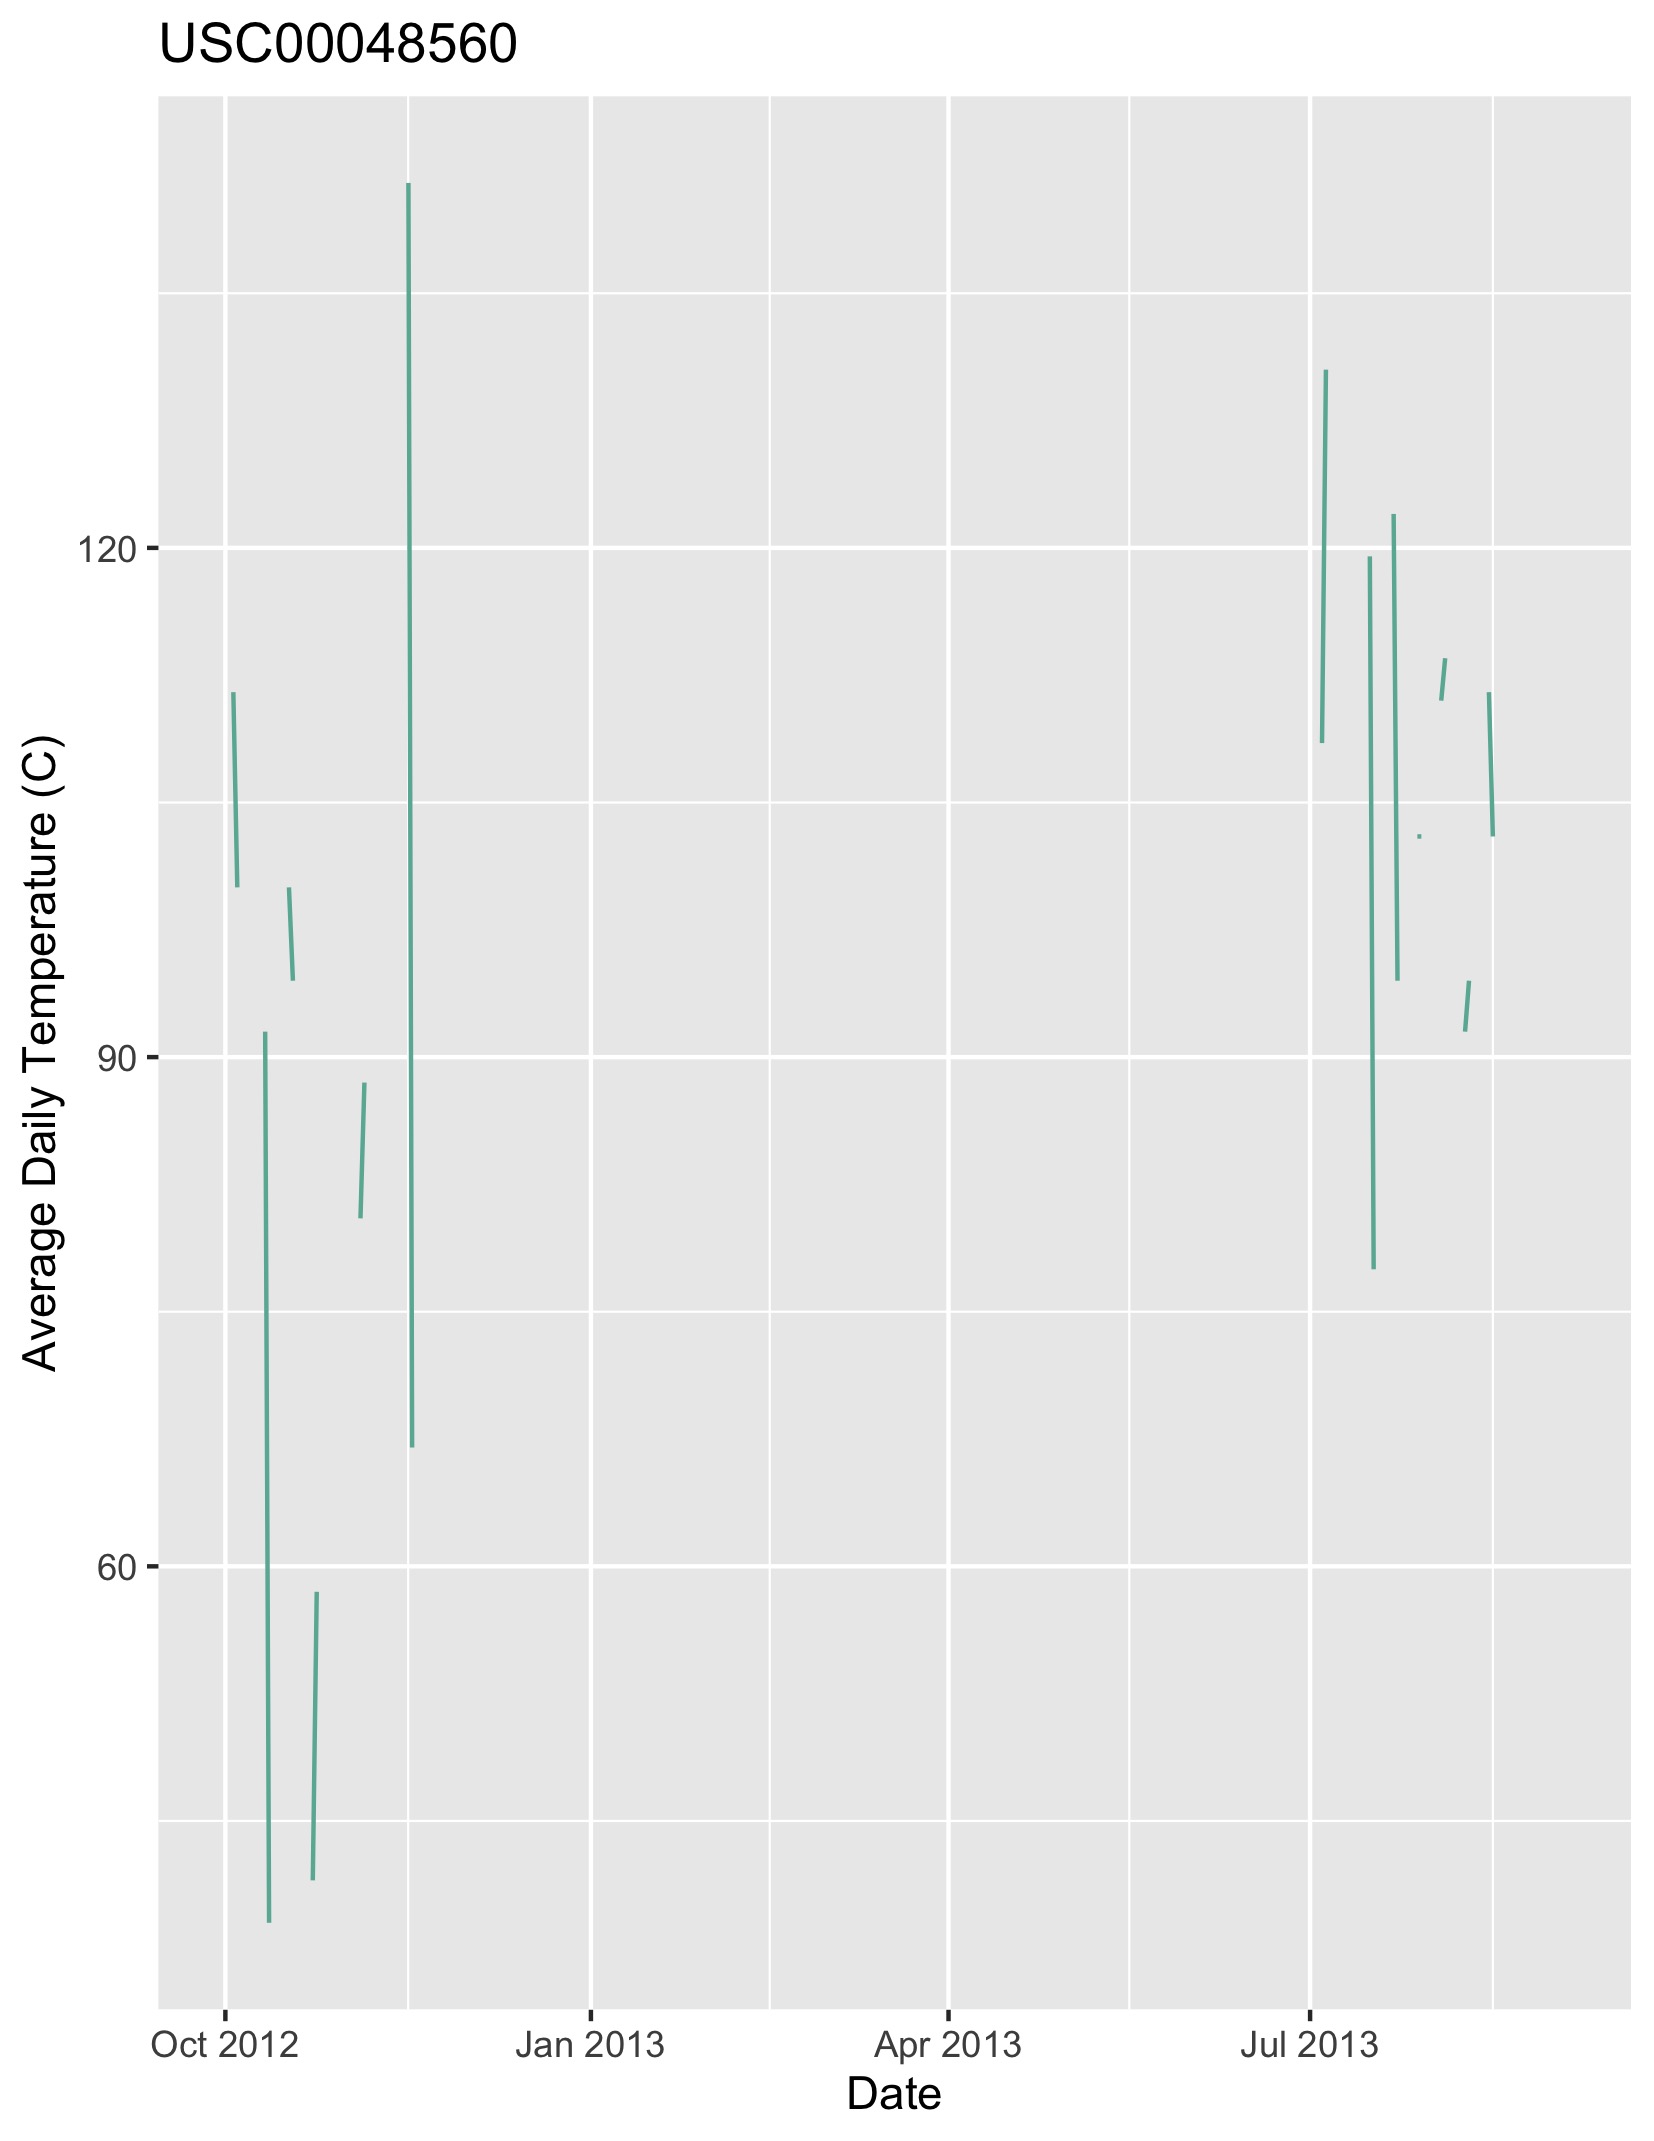 USC00048560
Average Daily Temperature (C)
120
90
60
Oct 2012
Jan 2013
Apr 2013
Jul 2013
Date